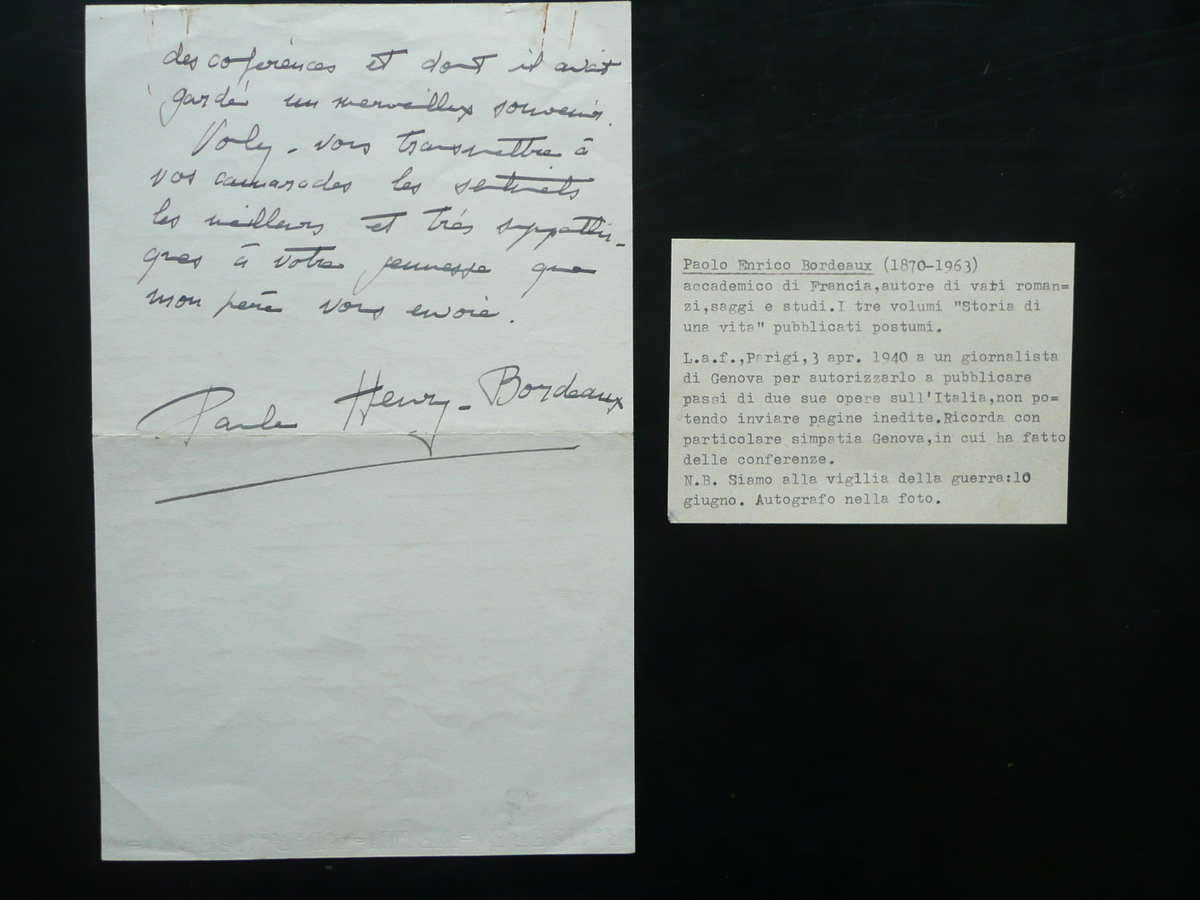 des coférences et dont il avait
gardé un merveilleux souvenir.
vous transmettre à
vos camarades les
les meilleurs et très sympathi-
ques à votre jeunesse que
mon père vous envoie.
Paule Henry-Bordeaux
Paolo Enrico Bordeaux (1870-1963)
accademico di Francia,autore di vari roman=
zi,saggi e studi.I tre volumi "Storia di
una vita" pubblicati postumi.
L.a.f.,Parigi,3 apr. 1940 a un giornalista
di Genova per autorizzarlo a pubblicare
passi di due sue opere sull'Italia,non po=
tendo inviare pagine inedite.Ricorda con
particolare simpatia Genova,in cui ha fatto
delle conferenze.
N.B. Siamo alla vigilia della guerra:10
giugno. Autografo nella foto.